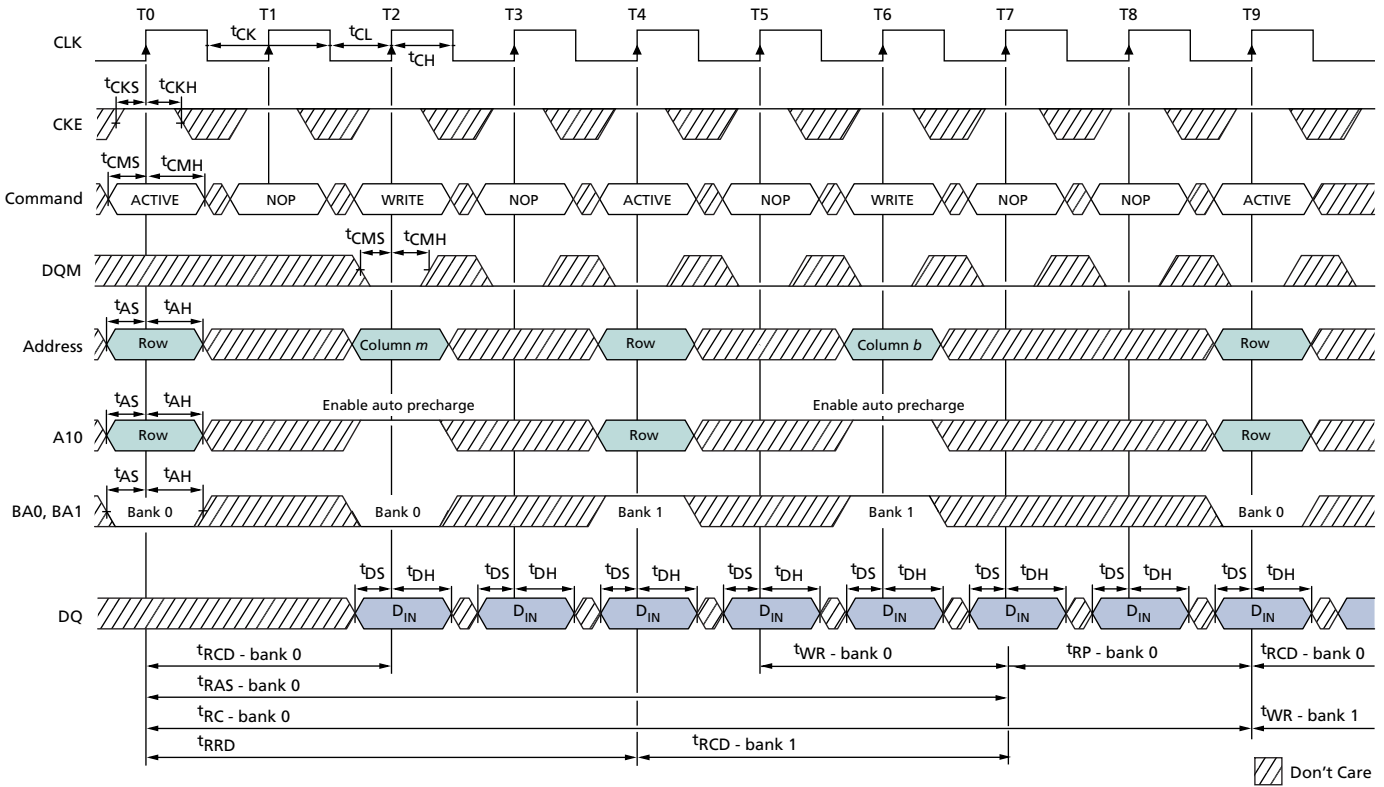 T0 T1 T2 T3 T4 T5 T6 T7 T8 T9
CLK tCK tCL tCH
tCKS tCKH
CKE
tCMS tCMH
Command ACTIVE NOP WRITE NOP ACTIVE NOP WRITE NOP NOP ACTIVE
tCMS tCMH
DQM
tAS tAH
Address Row Column m Row Column b Row
tAS tAH Enable auto precharge Enable auto precharge
A10 Row Row Row
tAS tAH
BA0, BA1 Bank 0 Bank 0 Bank 1 Bank 1 Bank 0
tDS tDH tDS tDH tDS tDH tDS tDH tDS tDH tDS tDH tDS tDH tDS tDH
DQ DIN DIN DIN DIN DIN DIN DIN DIN
tRCD - bank 0 tWR - bank 0 tRP - bank 0 tRCD - bank 0
tRAS - bank 0
tRC - bank 0 tWR - bank 1
tRRD tRCD - bank 1
Don't Care